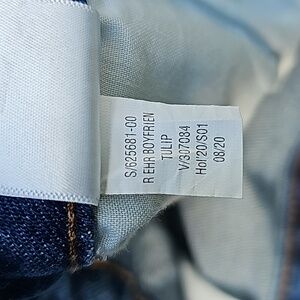 S/625681-00
R EHR BOYFRIEN
TULIP
V/307084
Hol'20/S01
08/20